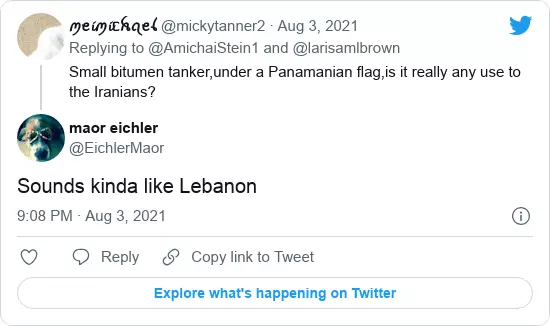 ოeiოi૮ҺαeƖ @mickytanner2 · Aug 3, 2021
Replying to @AmichaiStein1 and @larisamlbrown
Small bitumen tanker,under a Panamanian flag,is it really any use to
the Iranians?
maor eichler
@EichlerMaor
Sounds kinda like Lebanon
9:08 PM · Aug 3, 2021
Reply
Copy link to Tweet
Explore what's happening on Twitter